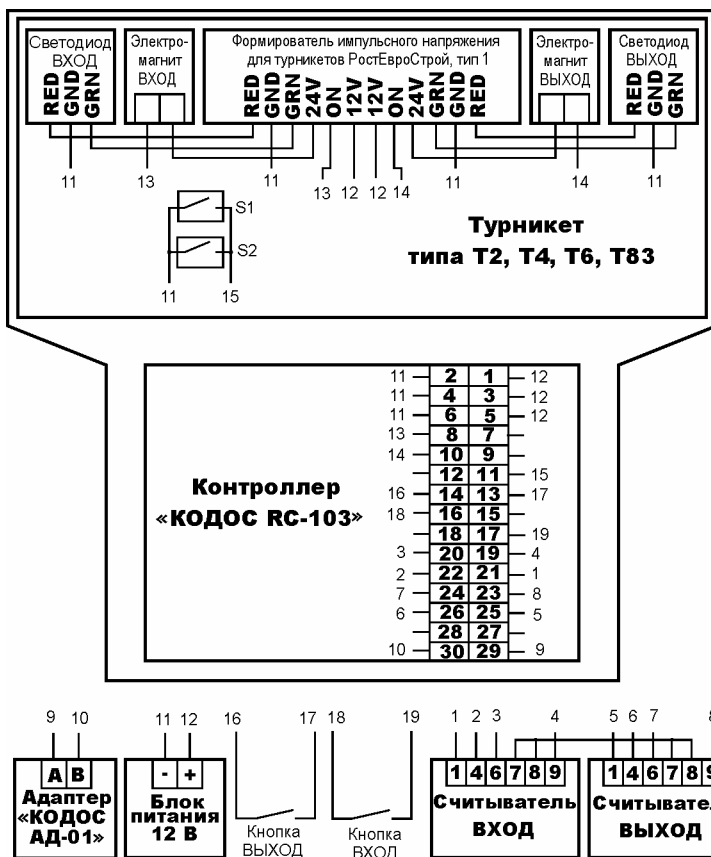 Светодиод ВХОД
Электро-магнит ВХОД
Формирователь импульсного напряжения
для турникетов РостЕвроСтрой, тип 1
Электро-магнит ВЫХОД
Светодиод ВЫХОД
RED GND GRN
RED GND GRN 24V ON 12V 12V ON 24V GRN GND RED
RED GND GRN
11 13 11 13 12 12 14 11 14 11
S1
S2
11 15
Турникет
типа Т2, Т4, Т6, Т83
11 2 1 12
11 4 3 12
11 6 5 12
13 8 7
14 10 9
12 11 15
16 14 13 17
18 16 15
18 17 19
3 20 19 4
2 22 21 1
7 24 23 8
6 26 25 5
28 27
10 30 29 9
Контроллер
«КОДОС RC-103»
9 10 11 12 16 17 18 19 1 2 3 4 5 6 7
A B
Адаптер
«КОДОС
АД-01»
- +
Блок
питания
12 В
Кнопка
ВЫХОД
Кнопка
ВХОД
1 4 6 7 8 9
Считыватель
ВХОД
1 4 6 7 8 9
Считывател
ВЫХОД